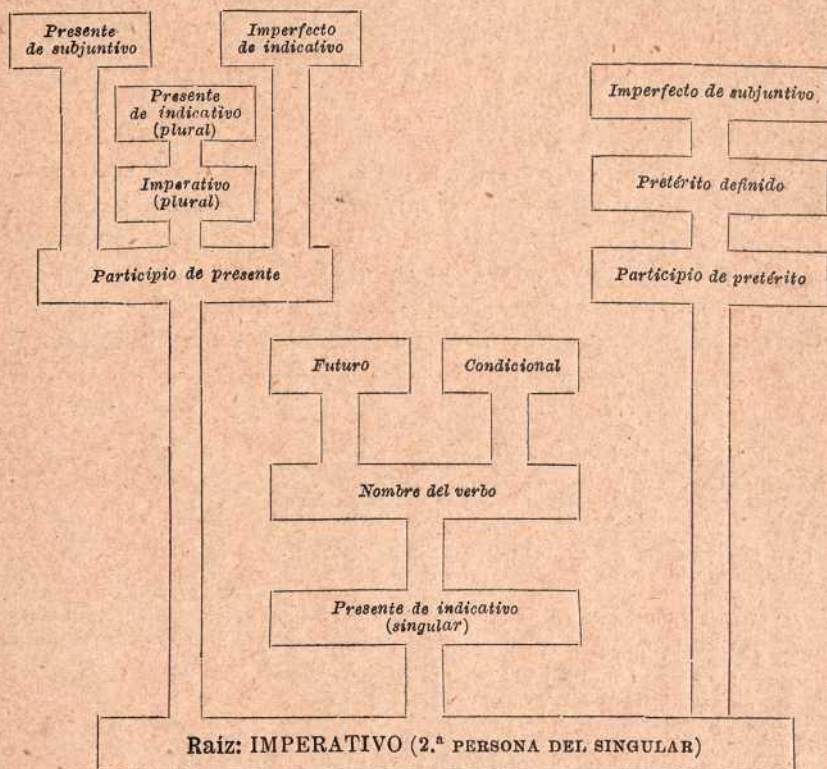 Presente
de subjuntivo
Imperfecto
de indicativo
Presente
de indicativo
(plural)
Imperativo
(plural)
Participio de presente
Imperfecto de subjuntivo
Pretérito definido
Participio de pretérito
Futuro
Condicional
Nombre del verbo
Presente de indicativo
(singular)
Raíz: IMPERATIVO (2.ª PERSONA DEL SINGULAR)